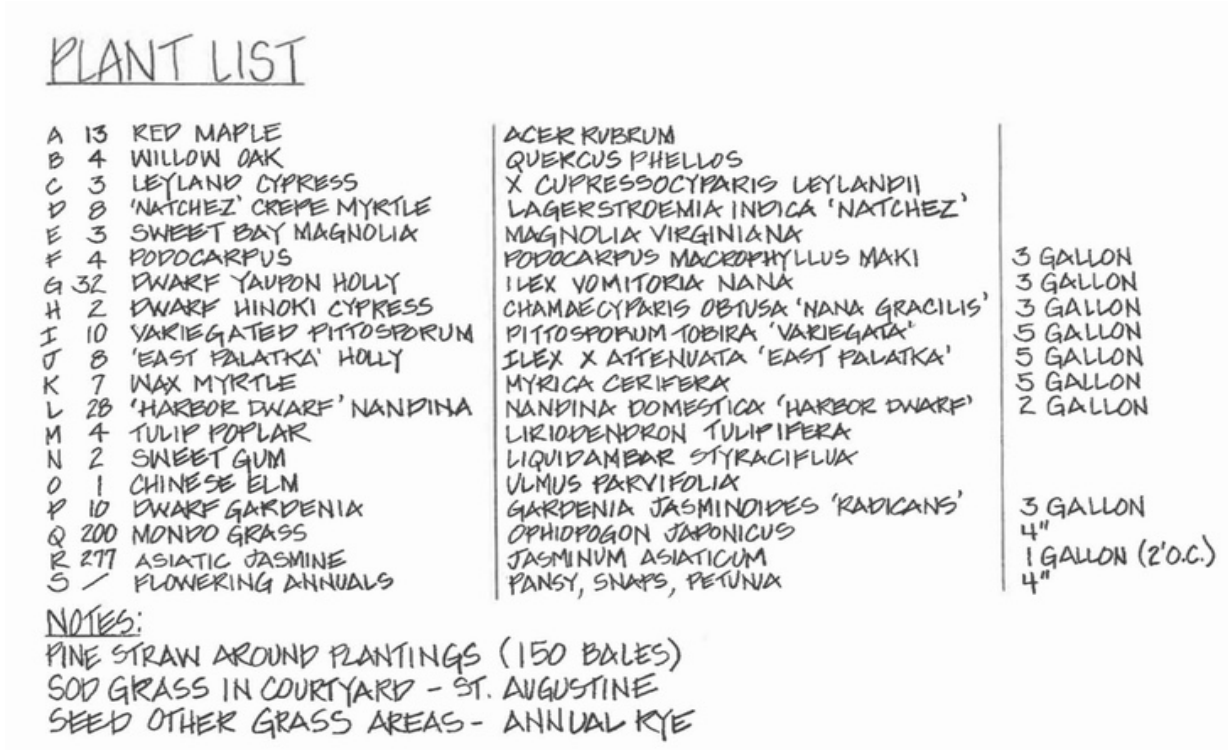 PLANT LIST
A 13 RED MAPLE ACER RUBRUM
B 4 WILLOW OAK QUERCUS PHELLOS
C 3 LEYLAND CYPRESS X CUPRESSOCYPARIS LEYLANDII
D 8 'NATCHEZ' CREPE MYRTLE LAGERSTROEMIA INDICA 'NATCHEZ'
E 3 SWEET BAY MAGNOLIA MAGNOLIA VIRGINIANA
F 4 PODOCARPUS PODOCARPUS MACROPHYLLUS MAKI 3 GALLON
G 32 DWARF YAUPON HOLLY ILEX VOMITORIA NANA 3 GALLON
H 2 DWARF HINOKI CYPRESS CHAMAECYPARIS OBTUSA 'NANA GRACILIS' 3 GALLON
I 10 VARIEGATED PITTOSPORUM PITTOSPORUM TOBIRA 'VARIEGATA' 5 GALLON
J 8 'EAST PALATKA' HOLLY ILEX X ATTENUATA 'EAST PALATKA' 5 GALLON
K 7 WAX MYRTLE MYRICA CERIFERA 5 GALLON
L 28 'HARBOR DWARF' NANDINA NANDINA DOMESTICA 'HARBOR DWARF' 2 GALLON
M 4 TULIP POPLAR LIRIODENDRON TULIPIFERA
N 2 SWEET GUM LIQUIDAMBAR STYRACIFLUA
O 1 CHINESE ELM ULMUS PARVIFOLIA
P 10 DWARF GARDENIA GARDENIA JASMINOIDES 'RADICANS' 3 GALLON
Q 200 MONDO GRASS OPHIOPOGON JAPONICUS 4"
R 277 ASIATIC JASMINE JASMINUM ASIATICUM 1 GALLON (2'O.C.)
S / FLOWERING ANNUALS PANSY, SNAPS, PETUNIA 4"
NOTES:
PINE STRAW AROUND PLANTINGS (150 BALES)
SOD GRASS IN COURTYARD - ST. AUGUSTINE
SEED OTHER GRASS AREAS - ANNUAL RYE